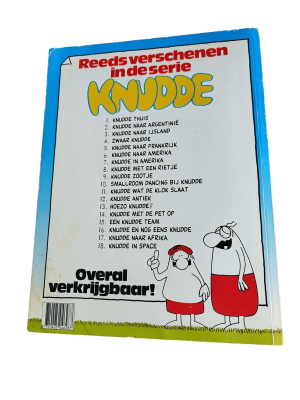 Reeds verschenen
in de serie
KNUDDE
1. KNUDDE THUIS
2. KNUDDE NAAR ARGENTINIË
3. KNUDDE NAAR IJSLAND
4. ZWAAR KNUDDE
5. KNUDDE NAAR FRANKRIJK
6. KNUDDE NAAR AMERIKA
7. KNUDDE IN AMERIKA
8. KNUDDE MET EEN RIETJE
9. KNUDDE ZOOTJE
10. SMALLROOM DANCING BIJ KNUDDE
11. KNUDDE WAT DE KLOK SLAAT
12. KNUDDE ANTIEK
13. HOEZO KNUDDE?
14. KNUDDE MET DE PET OP
15. EEN KNUDDE TEAM
16. KNUDDE EN NOG EENS KNUDDE
17. KNUDDE NAAR AFRIKA
18. KNUDDE IN SPACE
Overal
verkrijgbaar!